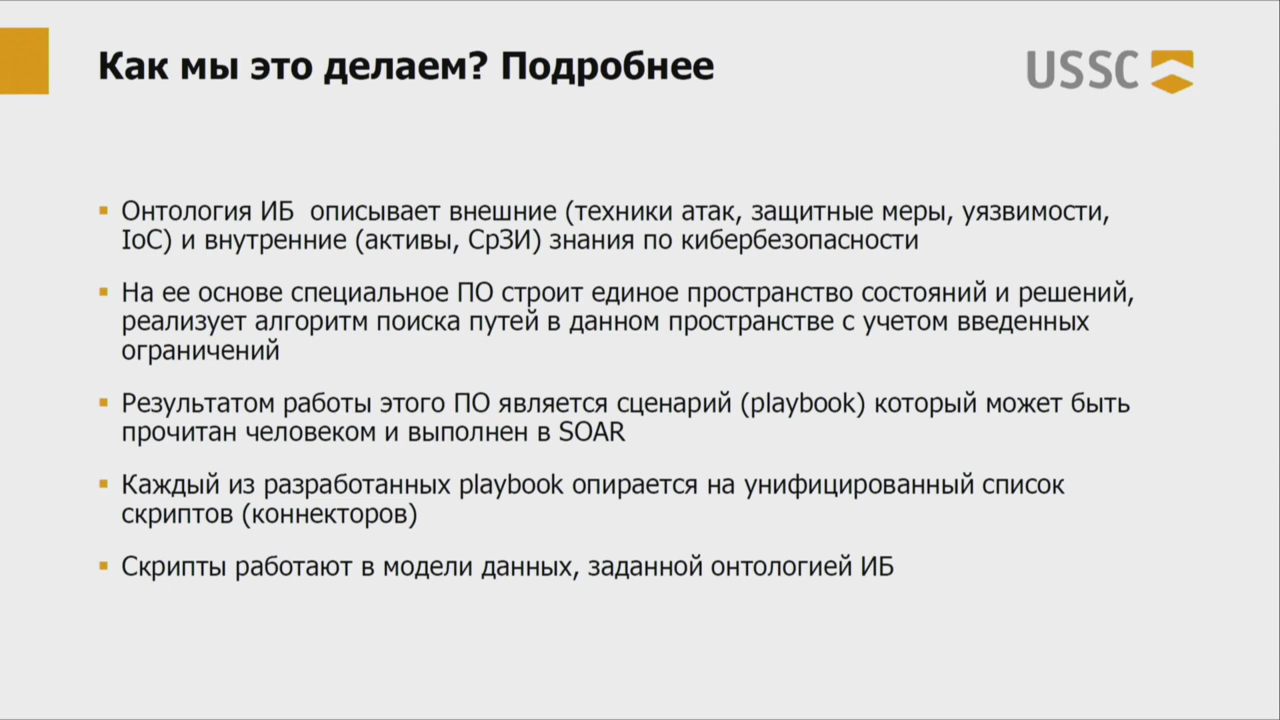 Как мы это делаем? Подробнее
USSC
Онтология ИБ  описывает внешние (техники атак, защитные меры, уязвимости,
IoC) и внутренние (активы, СрЗИ) знания по кибербезопасности
На ее основе специальное ПО строит единое пространство состояний и решений,
реализует алгоритм поиска путей в данном пространстве с учетом введенных
ограничений
Результатом работы этого ПО является сценарий (playbook) который может быть
прочитан человеком и выполнен в SOAR
Каждый из разработанных playbook опирается на унифицированный список
скриптов (коннекторов)
Скрипты работают в модели данных, заданной онтологией ИБ